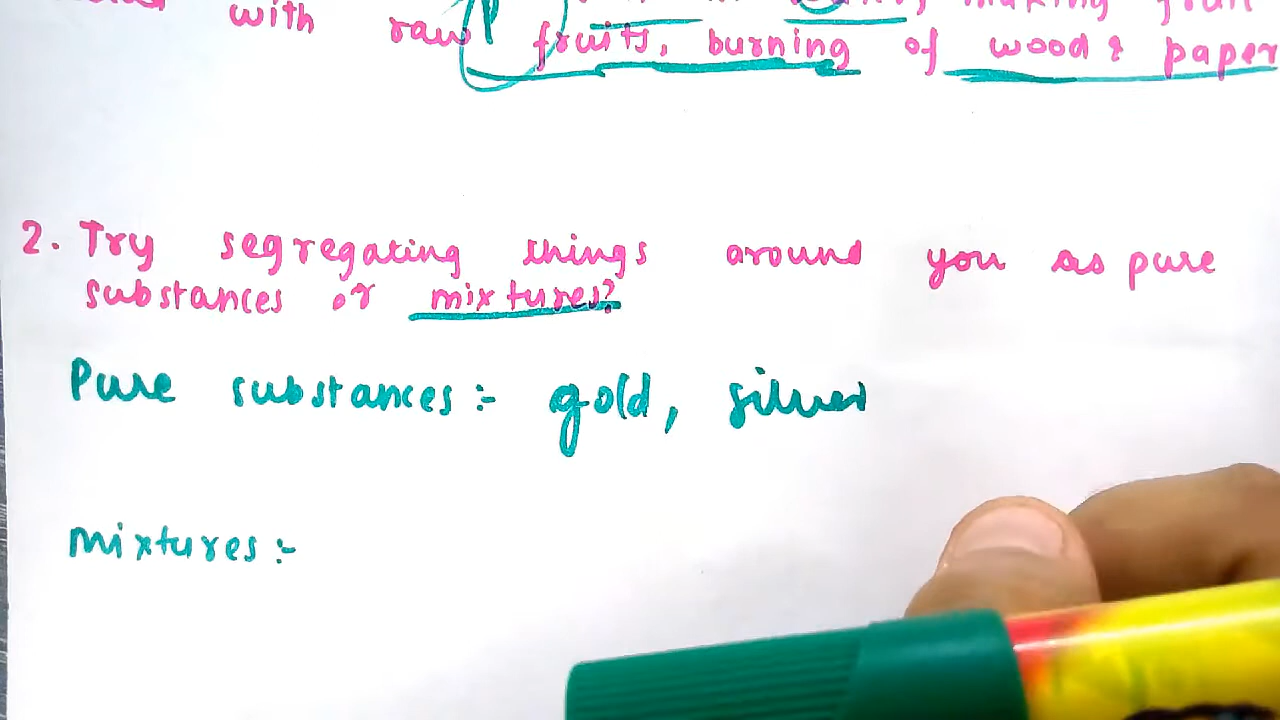 with raw fruits, burning of wood & paper
2. Try segregating things around you as pure
substances or mixtures?
Pure substances:- gold, silver
mixtures:-